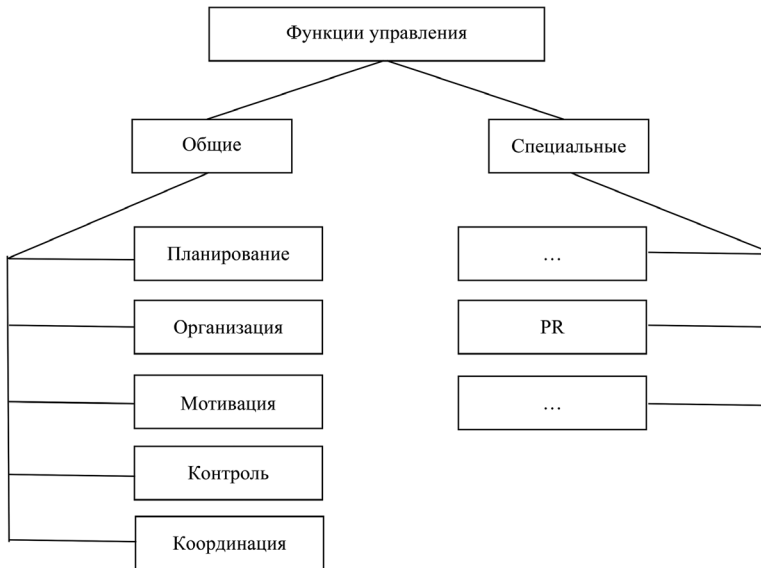 Функции управления
Общие
Специальные
Планирование
Организация
Мотивация
Контроль
Координация
…
PR
…